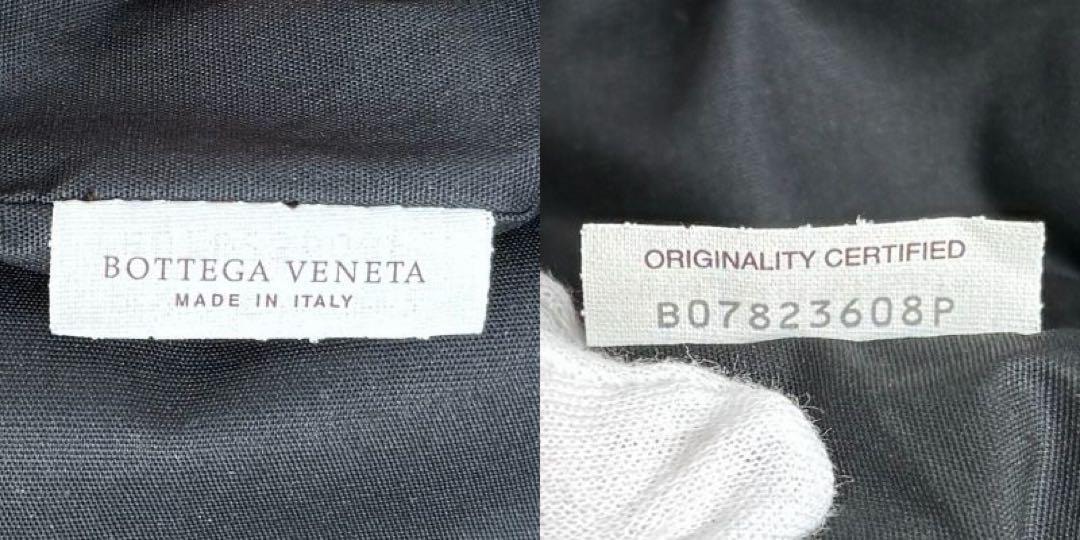 BOTTEGA VENETA
MADE IN ITALY
ORIGINALITY CERTIFIED
B07823608P